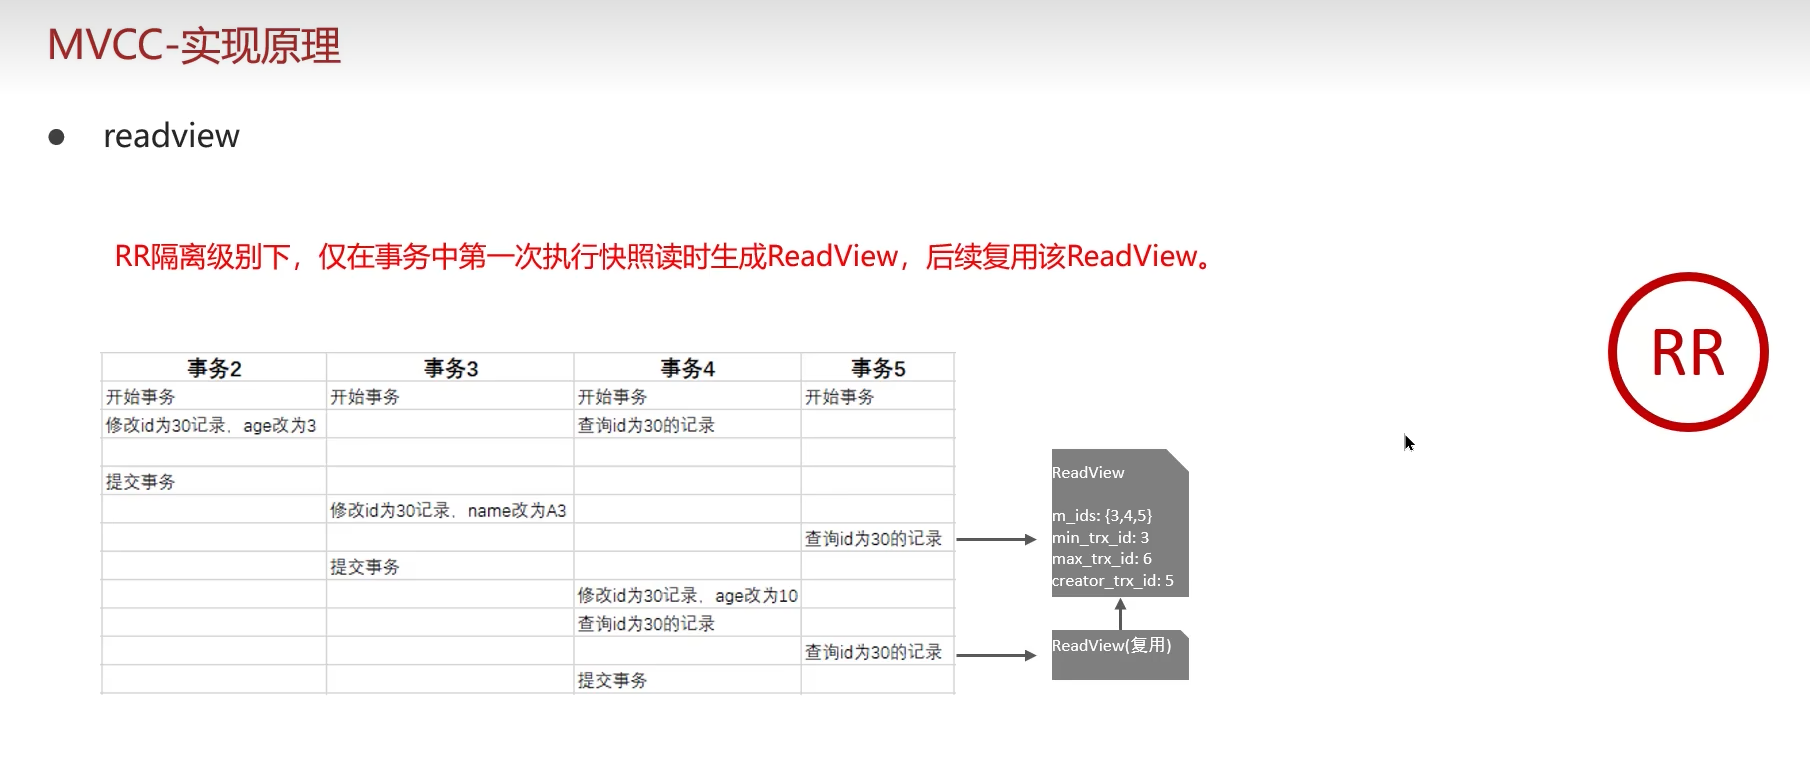 MVCC-实现原理
● readview
RR隔离级别下，仅在事务中第一次执行快照读时生成ReadView，后续复用该ReadView。
RR
事务2 事务3 事务4 事务5
开始事务 开始事务 开始事务 开始事务
修改id为30记录，age改为3 查询id为30的记录
提交事务
修改id为30记录，name改为A3
查询id为30的记录
提交事务
修改id为30记录，age改为10
查询id为30的记录
查询id为30的记录
提交事务
ReadView
m_ids: {3,4,5}
min_trx_id: 3
max_trx_id: 6
creator_trx_id: 5
ReadView(复用)